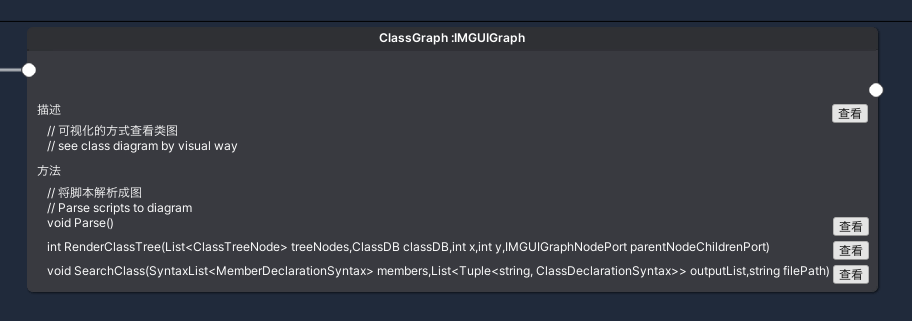 ClassGraph :IMGUIGraph
描述
查看
// 可视化的方式查看类图
// see class diagram by visual way
方法
// 将脚本解析成图
// Parse scripts to diagram
void Parse()
查看
int RenderClassTree(List<ClassTreeNode> treeNodes,ClassDB classDB,int x,int y,IMGUIGraphNodePort parentNodeChildrenPort)
查看
void SearchClass(SyntaxList<MemberDeclarationSyntax> members,List<Tuple<string, ClassDeclarationSyntax>> outputList,string filePath)
查看